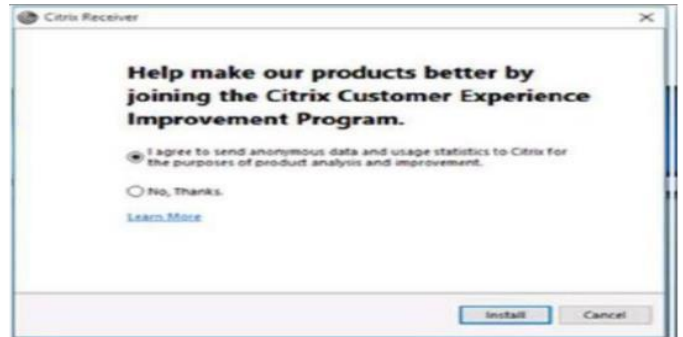 Citrix Receiver
Help make our products better by
joining the Citrix Customer Experience
Improvement Program.
I agree to send anonymous data and usage statistics to Citrix for
the purposes of product analysis and improvement.
No, Thanks.
Learn More
Install Cancel